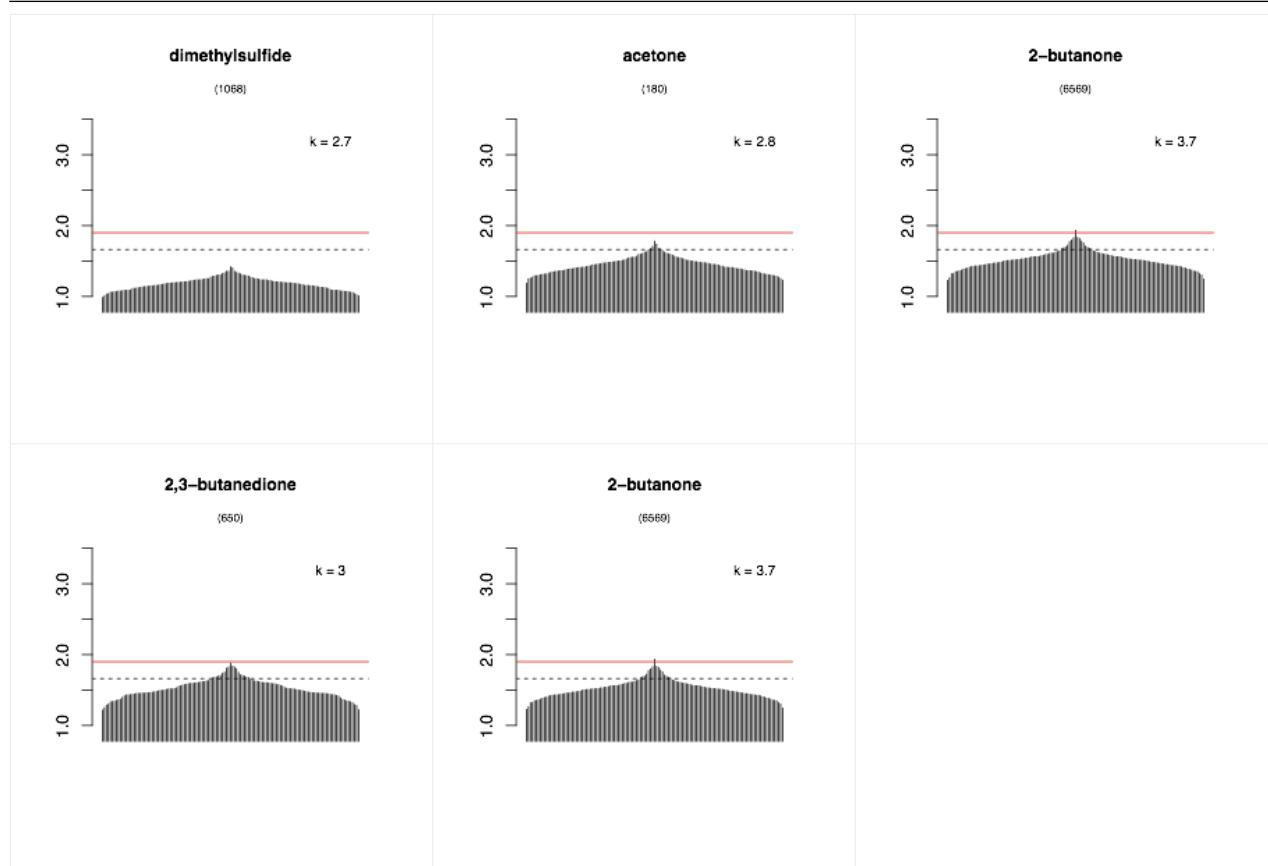 dimethylsulfide
(1068)
k = 2.7
3.0
2.0
1.0
acetone
(180)
k = 2.8
3.0
2.0
1.0
2−butanone
(6569)
k = 3.7
3.0
2.0
1.0
2,3−butanedione
(650)
k = 3
3.0
2.0
1.0
2−butanone
(6569)
k = 3.7
3.0
2.0
1.0